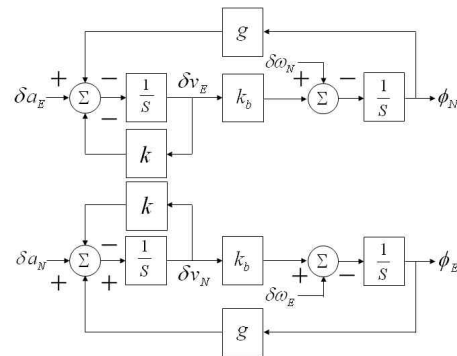 g
δω_N
+ − + −
δa_E Σ 1/s δv_E k_b Σ 1/s ϕ_N
−
k
k
−
δa_N Σ 1/s δv_N k_b Σ 1/s ϕ_E
+ + + −
δω_E
g